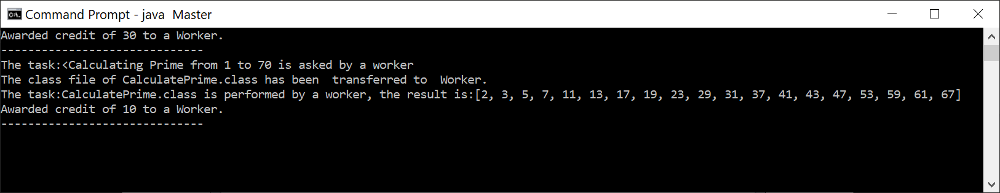 Command Prompt - java  Master
Awarded credit of 30 to a Worker.
------------------------------
The task:<Calculating Prime from 1 to 70 is asked by a worker
The class file of CalculatePrime.class has been  transferred to  Worker.
The task:CalculatePrime.class is performed by a worker, the result is:[2, 3, 5, 7, 11, 13, 17, 19, 23, 29, 31, 37, 41, 43, 47, 53, 59, 61, 67]
Awarded credit of 10 to a Worker.
------------------------------